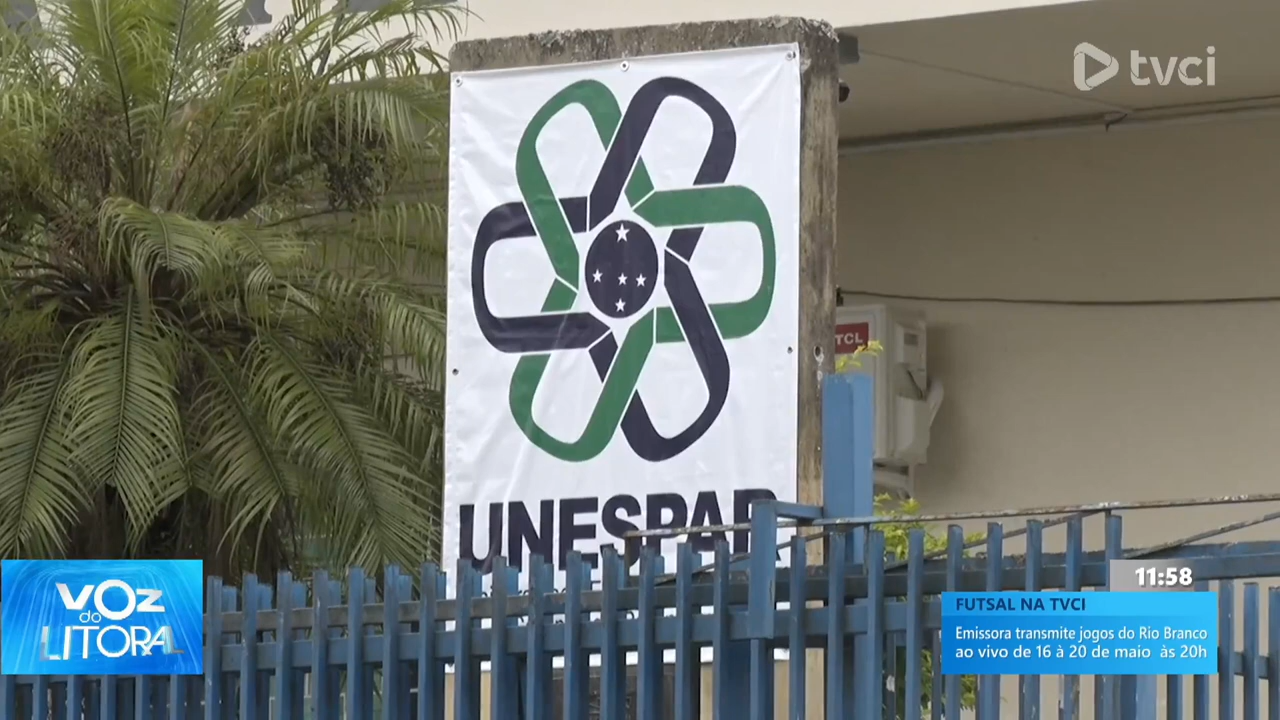 tvci
TCL
UNESPAR
VOZ
do
LITORAL
11:58
FUTSAL NA TVCI
Emissora transmite jogos do Rio Branco
ao vivo de 16 à 20 de maio às 20h